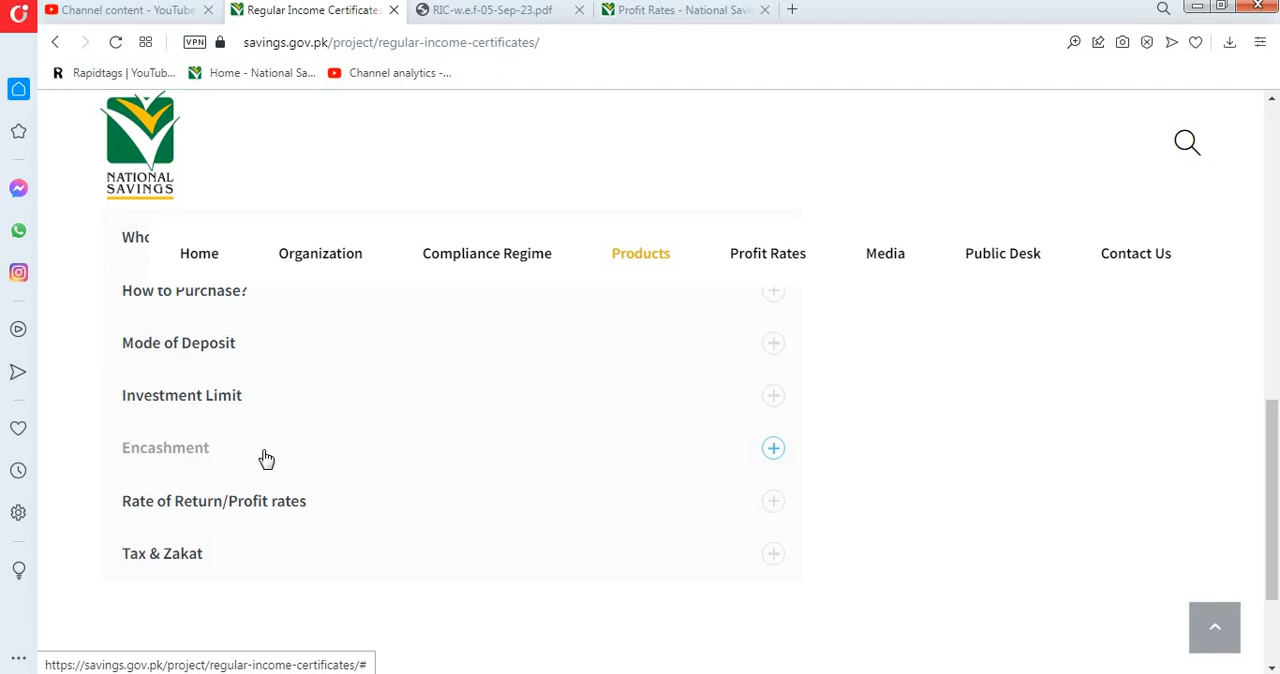 Channel content - YouTube
Regular Income Certificates
RIC-w.e.f-05-Sep-23.pdf
Profit Rates - National Savi
VPN
savings.gov.pk/project/regular-income-certificates/
R
Rapidtags | YouTub...
Home - National Sa...
Channel analytics -...
NATIONAL
SAVINGS
Who
Home
Organization
Compliance Regime
Products
Profit Rates
Media
Public Desk
Contact Us
How to Purchase?
Mode of Deposit
Investment Limit
Encashment
Rate of Return/Profit rates
Tax & Zakat
https://savings.gov.pk/project/regular-income-certificates/#